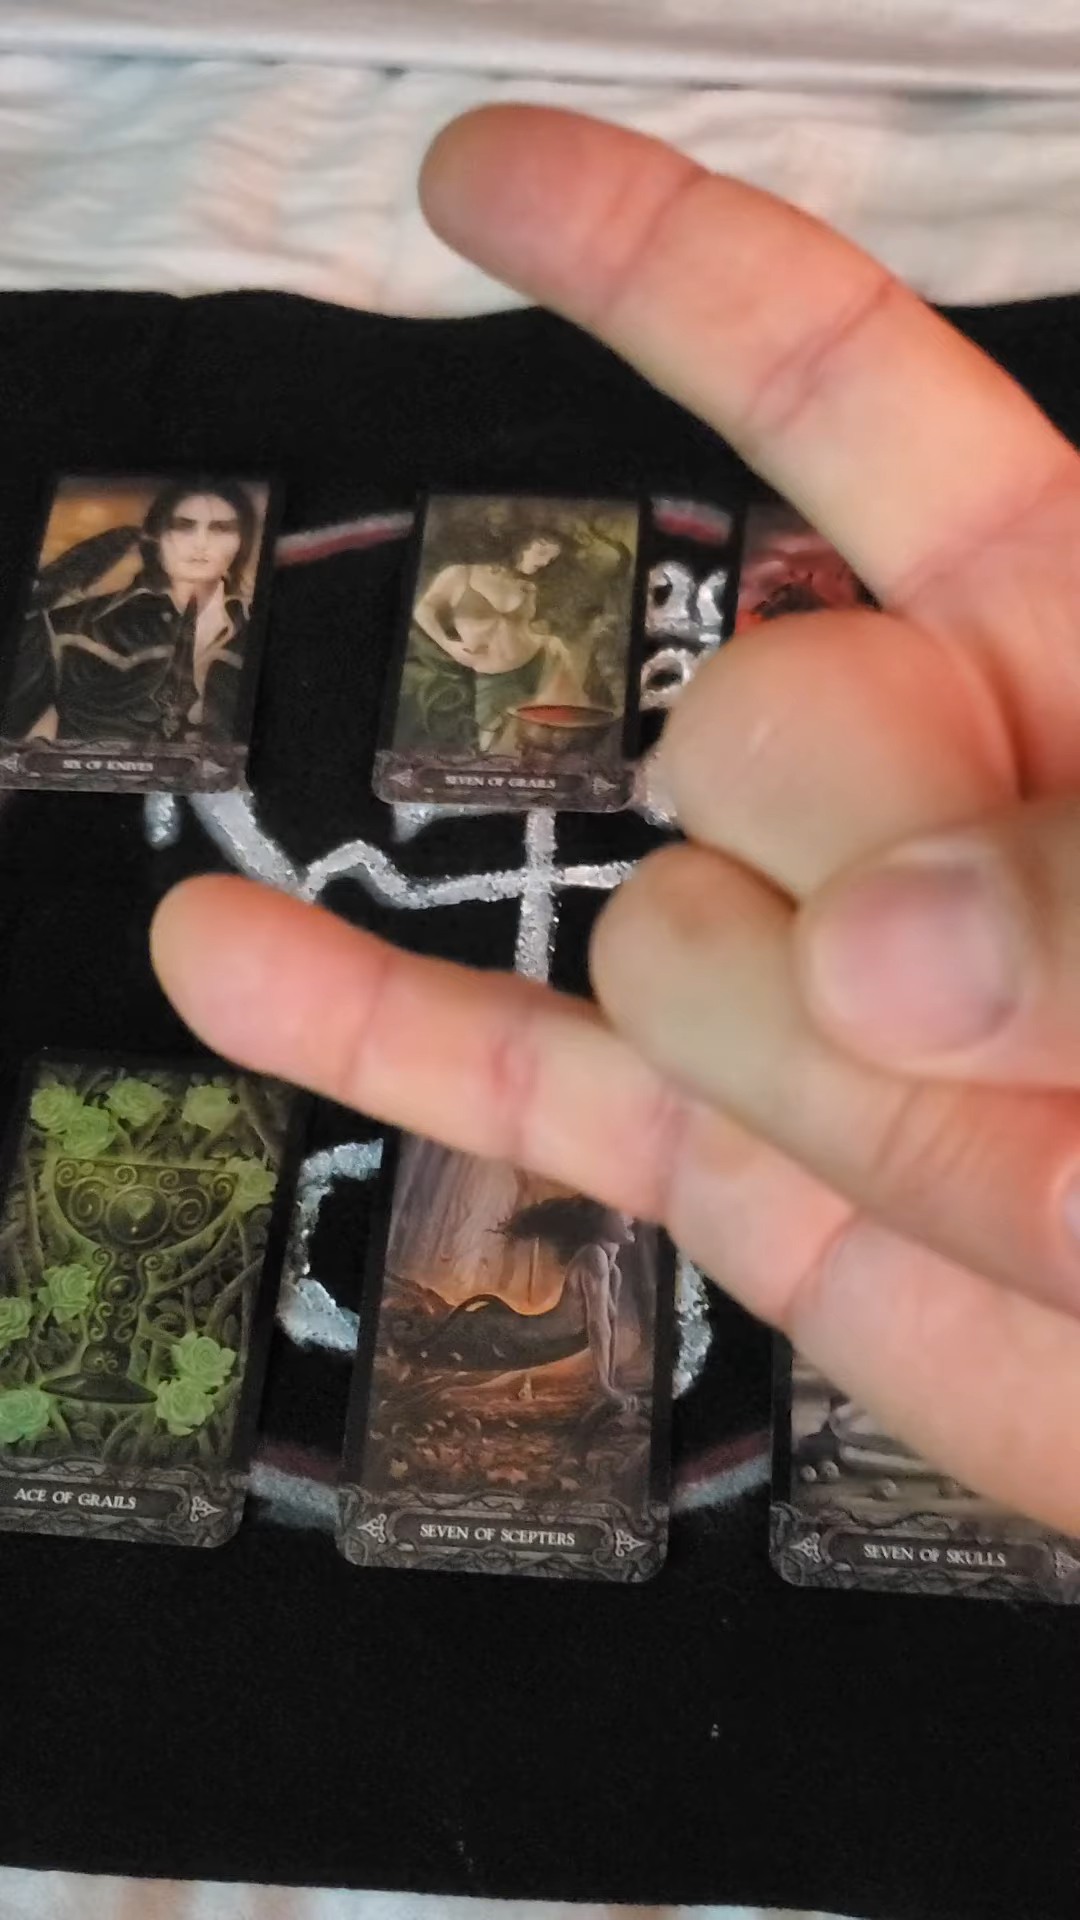 SIX OF KNIVES
SEVEN OF GRAILS
ACE OF GRAILS
SEVEN OF SCEPTERS
SEVEN OF SKULLS